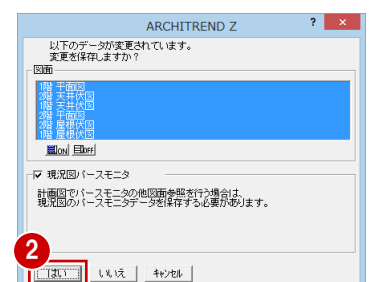 ARCHITREND Z
?
×
以下のデータが変更されています。
変更を保存しますか?
図面
1階 平面図
2階 天井伏図
1階 天井伏図
2階 平面図
2階 屋根伏図
1階 屋根伏図
ON OFF
現況図パースモニタ
計画図でパースモニタの他図面参照を行う場合は、
現況図のパースモニタデータを保存する必要があります。
2
はい いいえ キャンセル